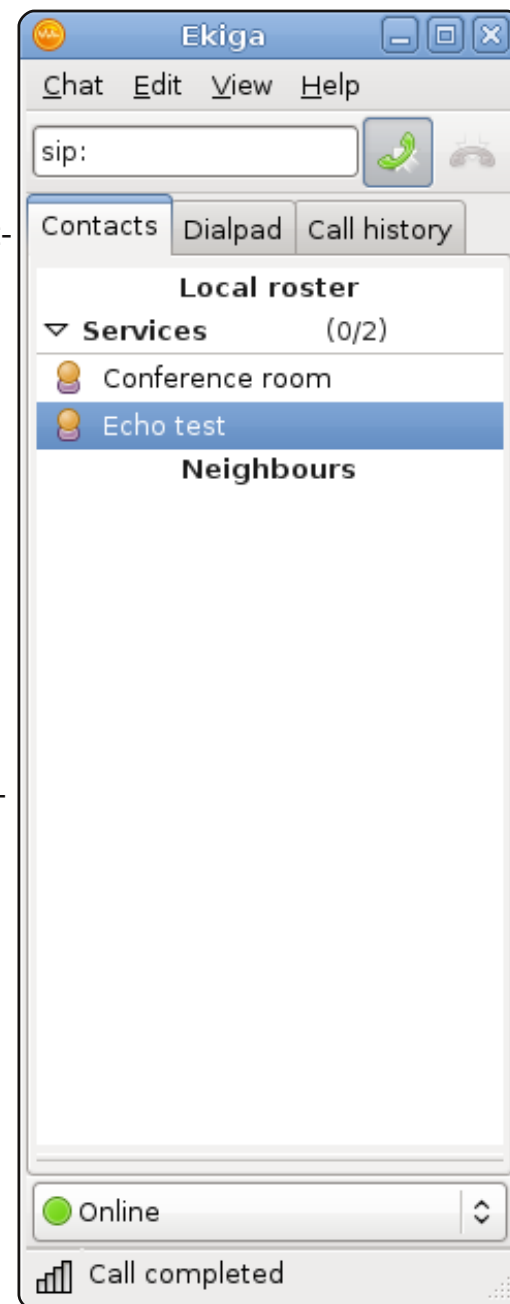 Ekiga
Chat Edit View Help
sip:
Contacts Dialpad Call history
Local roster
Services (0/2)
Conference room
Echo test
Neighbours
Online
Call completed